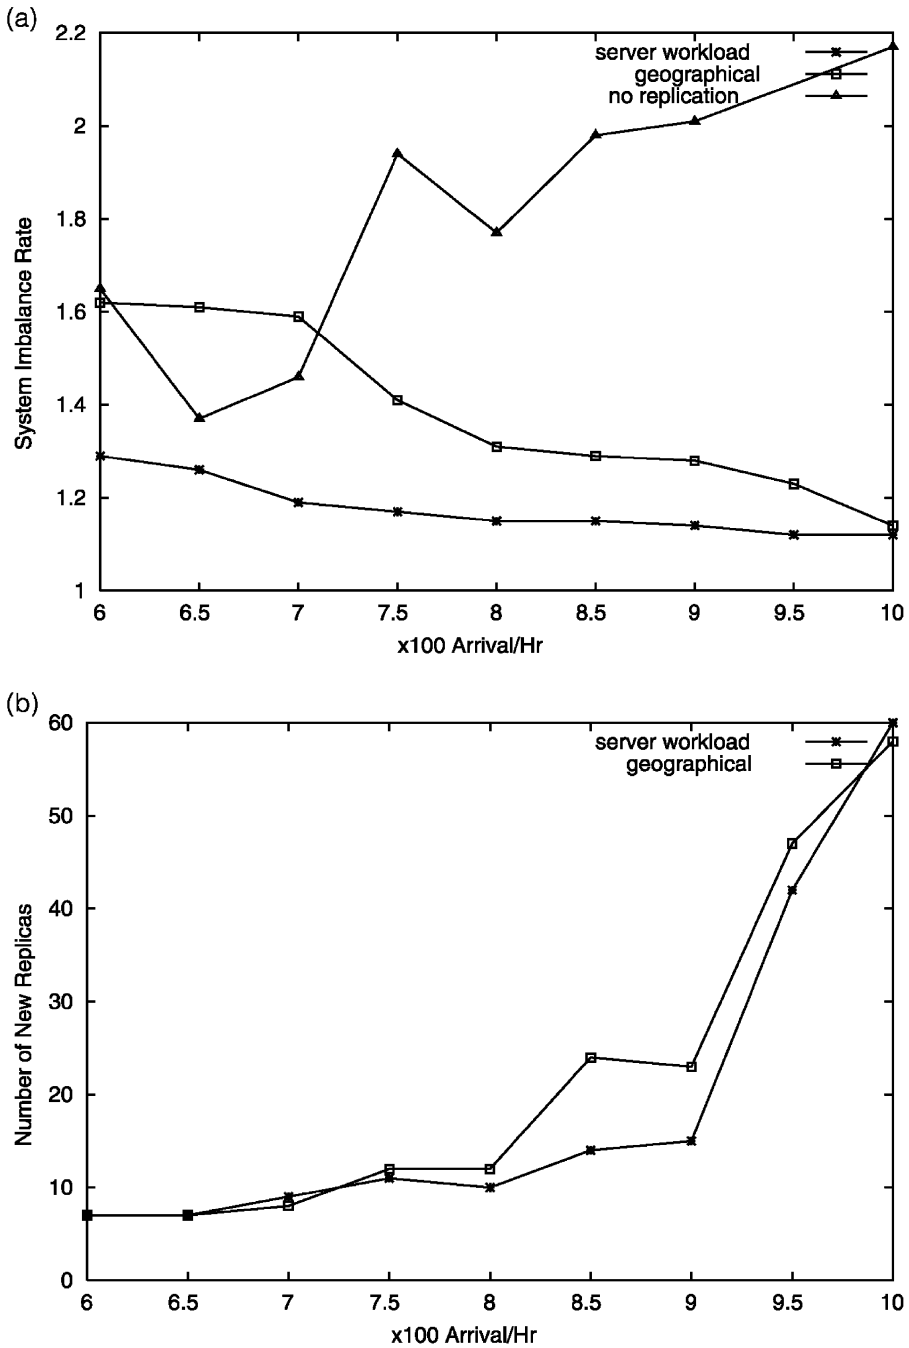 (a)
2.2
server workload
geographical
no replication
2
1.8
System Imbalance Rate
1.6
1.4
1.2
1
6 6.5 7 7.5 8 8.5 9 9.5 10
x100 Arrival/Hr
(b)
60
server workload
geographical
50
40
Number of New Replicas
30
20
10
0
6 6.5 7 7.5 8 8.5 9 9.5 10
x100 Arrival/Hr